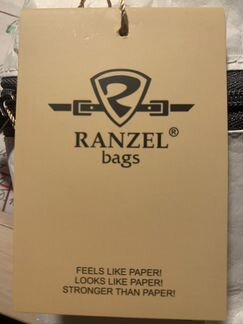 RANZEL®
bags
FEELS LIKE PAPER!
LOOKS LIKE PAPER!
STRONGER THAN PAPER!